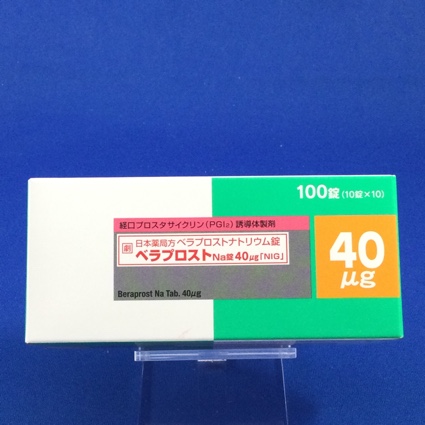 100錠(10錠×10)
経口プロスタサイクリン(PGI₂)誘導体製剤
劇 日本薬局方 ベラプロストナトリウム錠
ベラプロストNa錠40μg「NIG」
Beraprost Na Tab. 40μg
40
μg